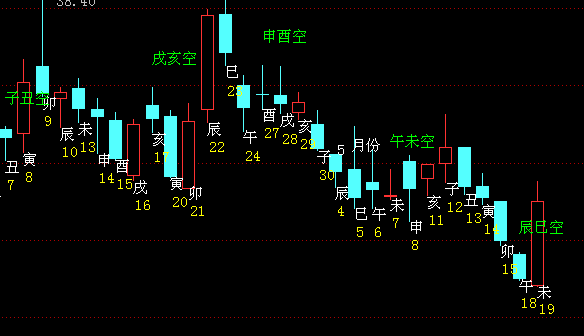 38.40
子丑空
戌亥空
申酉空
午未空
辰巳空
5 月份
丑
7
寅
8
卯
9
辰
10
未
13
申
14
酉
15
戌
16
亥
17
寅
20
卯
21
辰
22
巳
23
午
24
酉
27
戌
28
亥
29
子
30
辰
4
巳
5
午
6
未
7
申
8
亥
11
子
12
丑
13
寅
14
卯
15
午
18
未
19